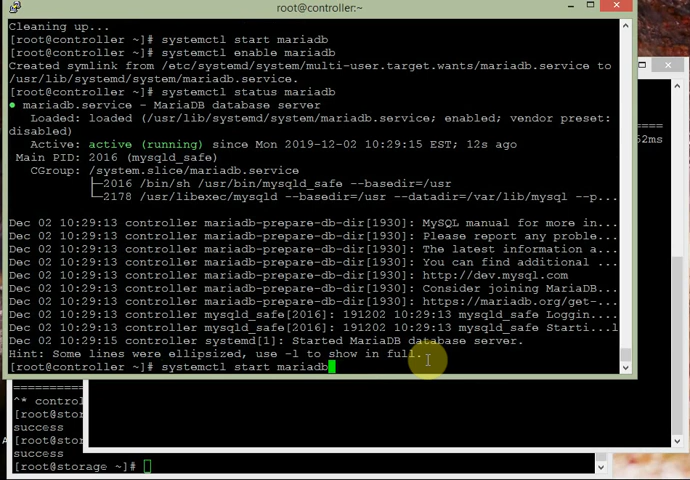 root@controller:~
Cleaning up...
[root@controller ~]# systemctl start mariadb
[root@controller ~]# systemctl enable mariadb
Created symlink from /etc/systemd/system/multi-user.target.wants/mariadb.service to
/usr/lib/systemd/system/mariadb.service.
[root@controller ~]# systemctl status mariadb
● mariadb.service - MariaDB database server
Loaded: loaded (/usr/lib/systemd/system/mariadb.service; enabled; vendor preset:
disabled)
Active: active (running) since Mon 2019-12-02 10:29:15 EST; 12s ago
Main PID: 2016 (mysqld_safe)
CGroup: /system.slice/mariadb.service
├─2016 /bin/sh /usr/bin/mysqld_safe --basedir=/usr
└─2178 /usr/libexec/mysqld --basedir=/usr --datadir=/var/lib/mysql --p...
Dec 02 10:29:13 controller mariadb-prepare-db-dir[1930]: MySQL manual for more in...
Dec 02 10:29:13 controller mariadb-prepare-db-dir[1930]: Please report any proble...
Dec 02 10:29:13 controller mariadb-prepare-db-dir[1930]: The latest information a...
Dec 02 10:29:13 controller mariadb-prepare-db-dir[1930]: You can find additional ...
Dec 02 10:29:13 controller mariadb-prepare-db-dir[1930]: http://dev.mysql.com
Dec 02 10:29:13 controller mariadb-prepare-db-dir[1930]: Consider joining MariaDB...
Dec 02 10:29:13 controller mariadb-prepare-db-dir[1930]: https://mariadb.org/get-...
Dec 02 10:29:13 controller mysqld_safe[2016]: 191202 10:29:13 mysqld_safe Loggin...
Dec 02 10:29:13 controller mysqld_safe[2016]: 191202 10:29:13 mysqld_safe Starti...l
Dec 02 10:29:15 controller systemd[1]: Started MariaDB database server.
Hint: Some lines were ellipsized, use -l to show in full.
[root@controller ~]# systemctl start mariadb
=====
52ms
===========
^* control
[root@stor
success
[root@stor
success
[root@storage ~]#